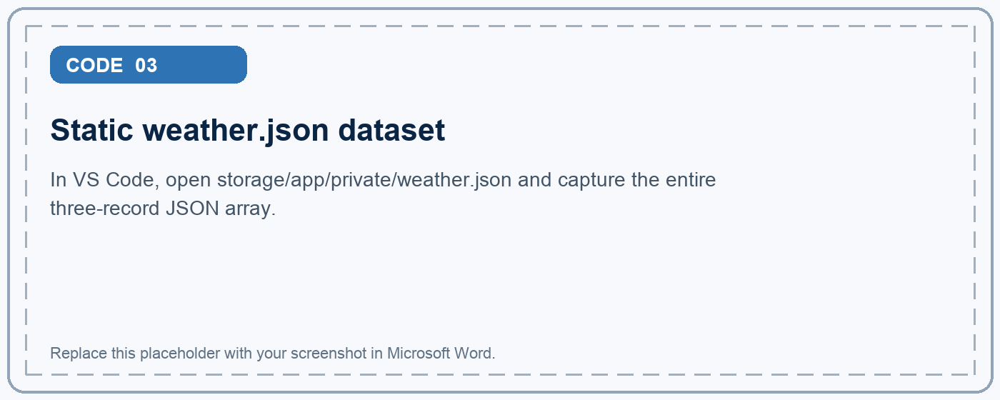 CODE 03
Static weather.json dataset
In VS Code, open storage/app/private/weather.json and capture the entire
three-record JSON array.
Replace this placeholder with your screenshot in Microsoft Word.